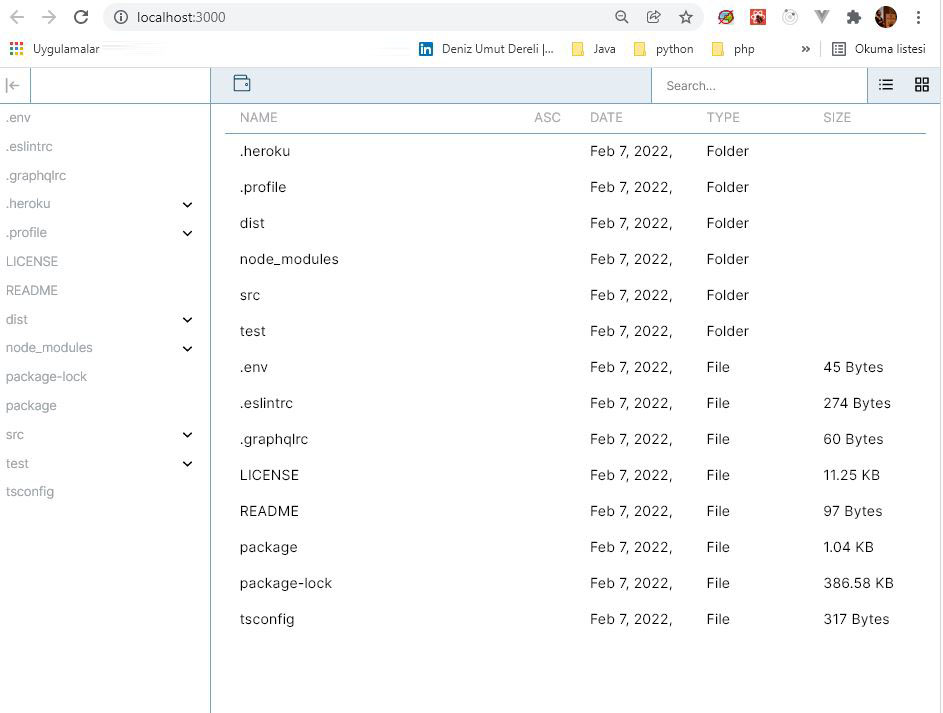 localhost:3000
Uygulamalar
Deniz Umut Dereli |... Java python php » Okuma listesi
Search...
.env
.eslintrc
.graphqlrc
.heroku
.profile
LICENSE
README
dist
node_modules
package-lock
package
src
test
tsconfig
NAME ASC DATE TYPE SIZE
.heroku Feb 7, 2022, Folder
.profile Feb 7, 2022, Folder
dist Feb 7, 2022, Folder
node_modules Feb 7, 2022, Folder
src Feb 7, 2022, Folder
test Feb 7, 2022, Folder
.env Feb 7, 2022, File 45 Bytes
.eslintrc Feb 7, 2022, File 274 Bytes
.graphqlrc Feb 7, 2022, File 60 Bytes
LICENSE Feb 7, 2022, File 11.25 KB
README Feb 7, 2022, File 97 Bytes
package Feb 7, 2022, File 1.04 KB
package-lock Feb 7, 2022, File 386.58 KB
tsconfig Feb 7, 2022, File 317 Bytes